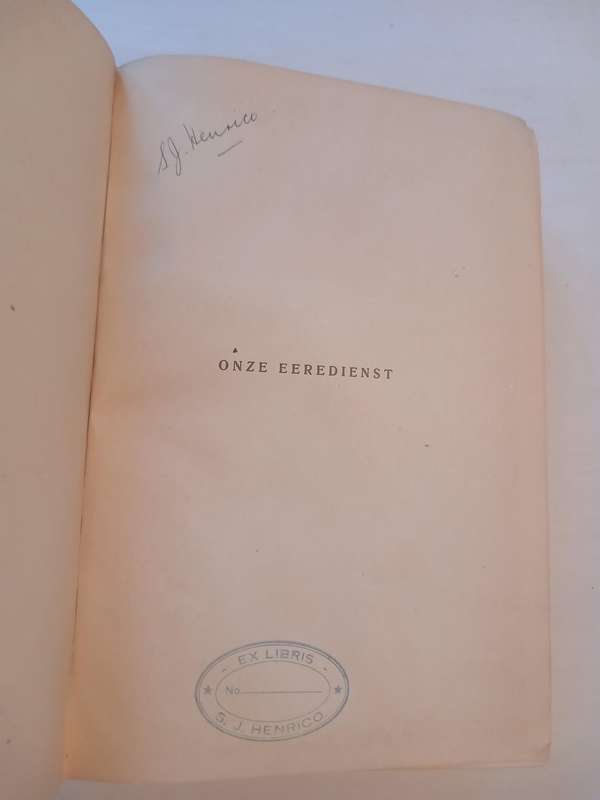 S.J. Henrico
ONZE EEREDIENST
EX LIBRIS
No
S. J. HENRICO